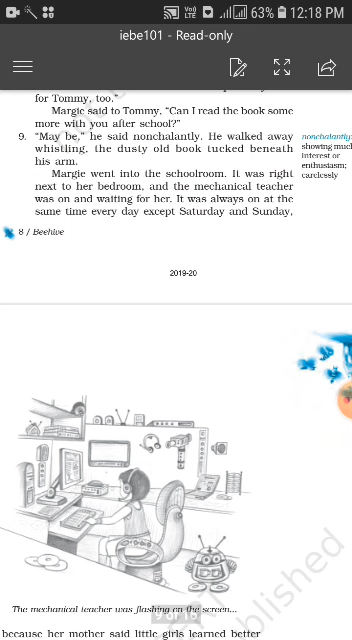 63% 12:18 PM
iebe101 - Read-only
for Tommy, too."
Margie said to Tommy, "Can I read the book some
more with you after school?"
9. "May be," he said nonchalantly. He walked away
whistling, the dusty old book tucked beneath
his arm.
nonchalantly:
showing much
interest or
enthusiasm;
carelessly
Margie went into the schoolroom. It was right
next to her bedroom, and the mechanical teacher
was on and waiting for her. It was always on at the
same time every day except Saturday and Sunday,
8 / Beehive
2019-20
The mechanical teacher was flashing on the screen...
9 of 16
because her mother said little girls learned better